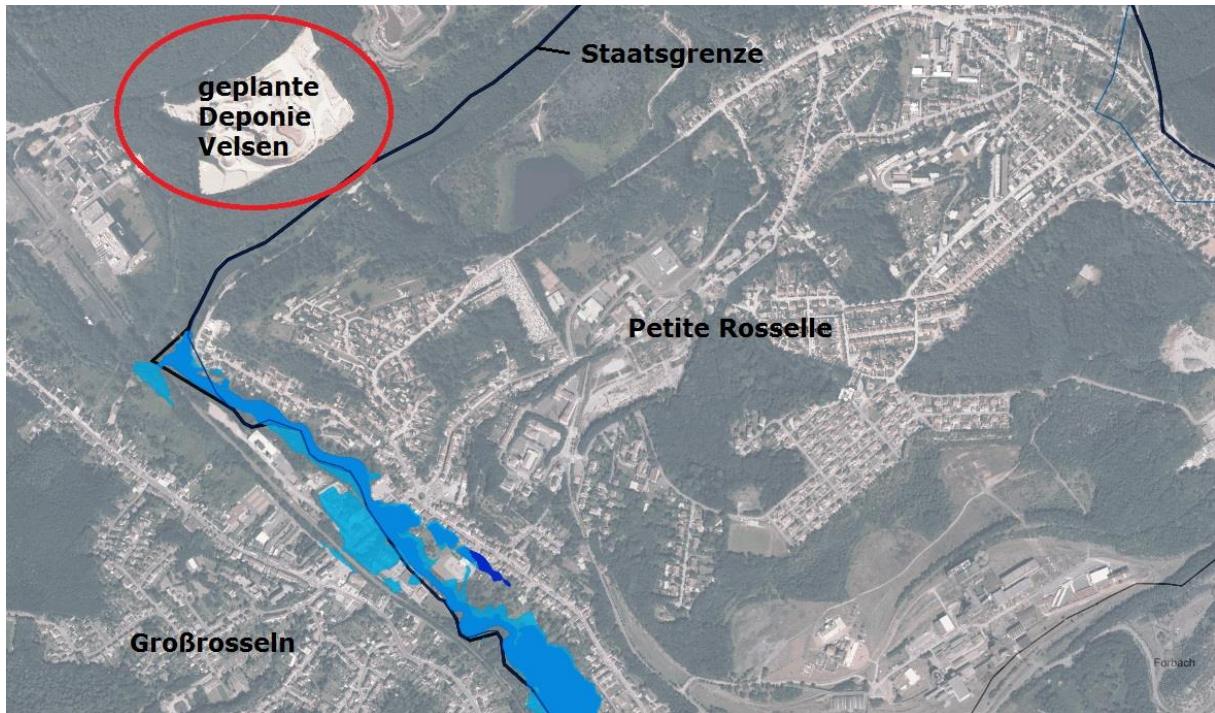 Staatsgrenze
geplante
Deponie
Velsen
Petite Rosselle
Großrosseln
Forbach